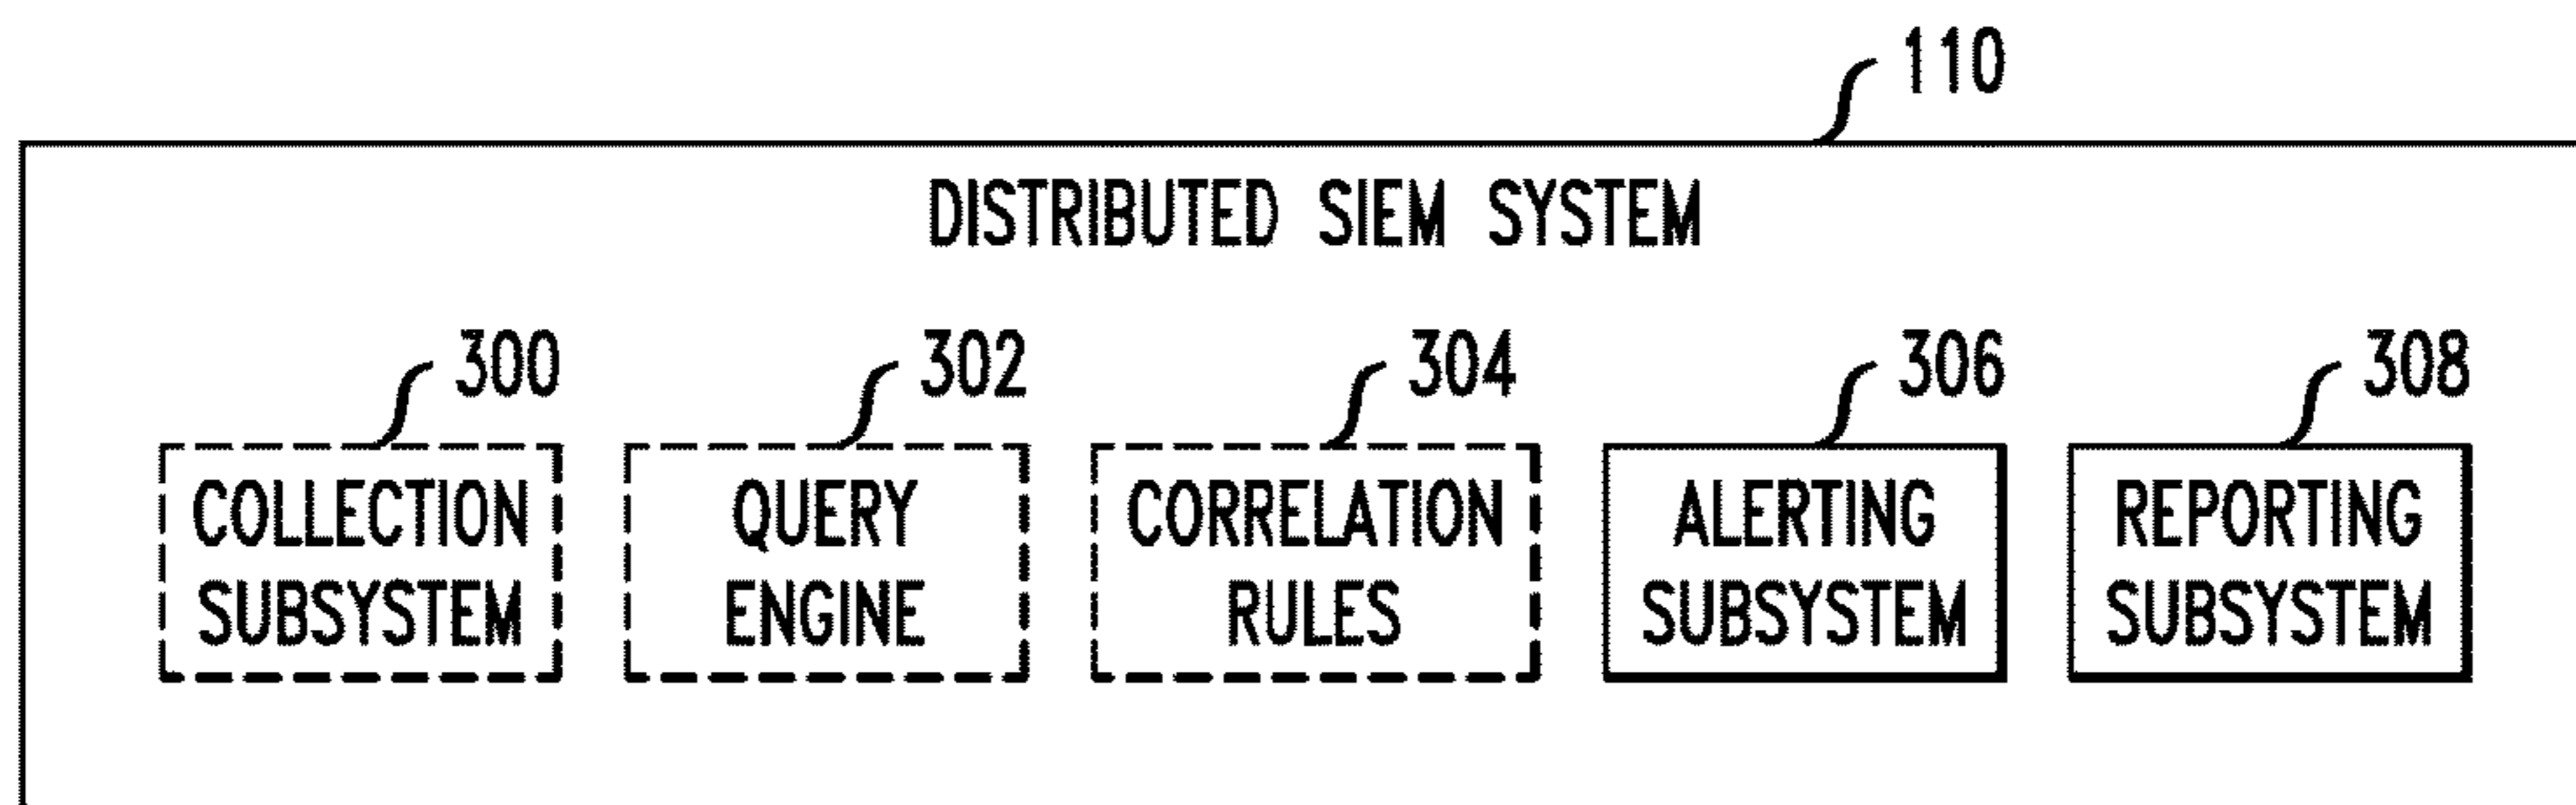 110
DISTRIBUTED SIEM SYSTEM
300 302 304 306 308
COLLECTION SUBSYSTEM
QUERY ENGINE
CORRELATION RULES
ALERTING SUBSYSTEM
REPORTING SUBSYSTEM